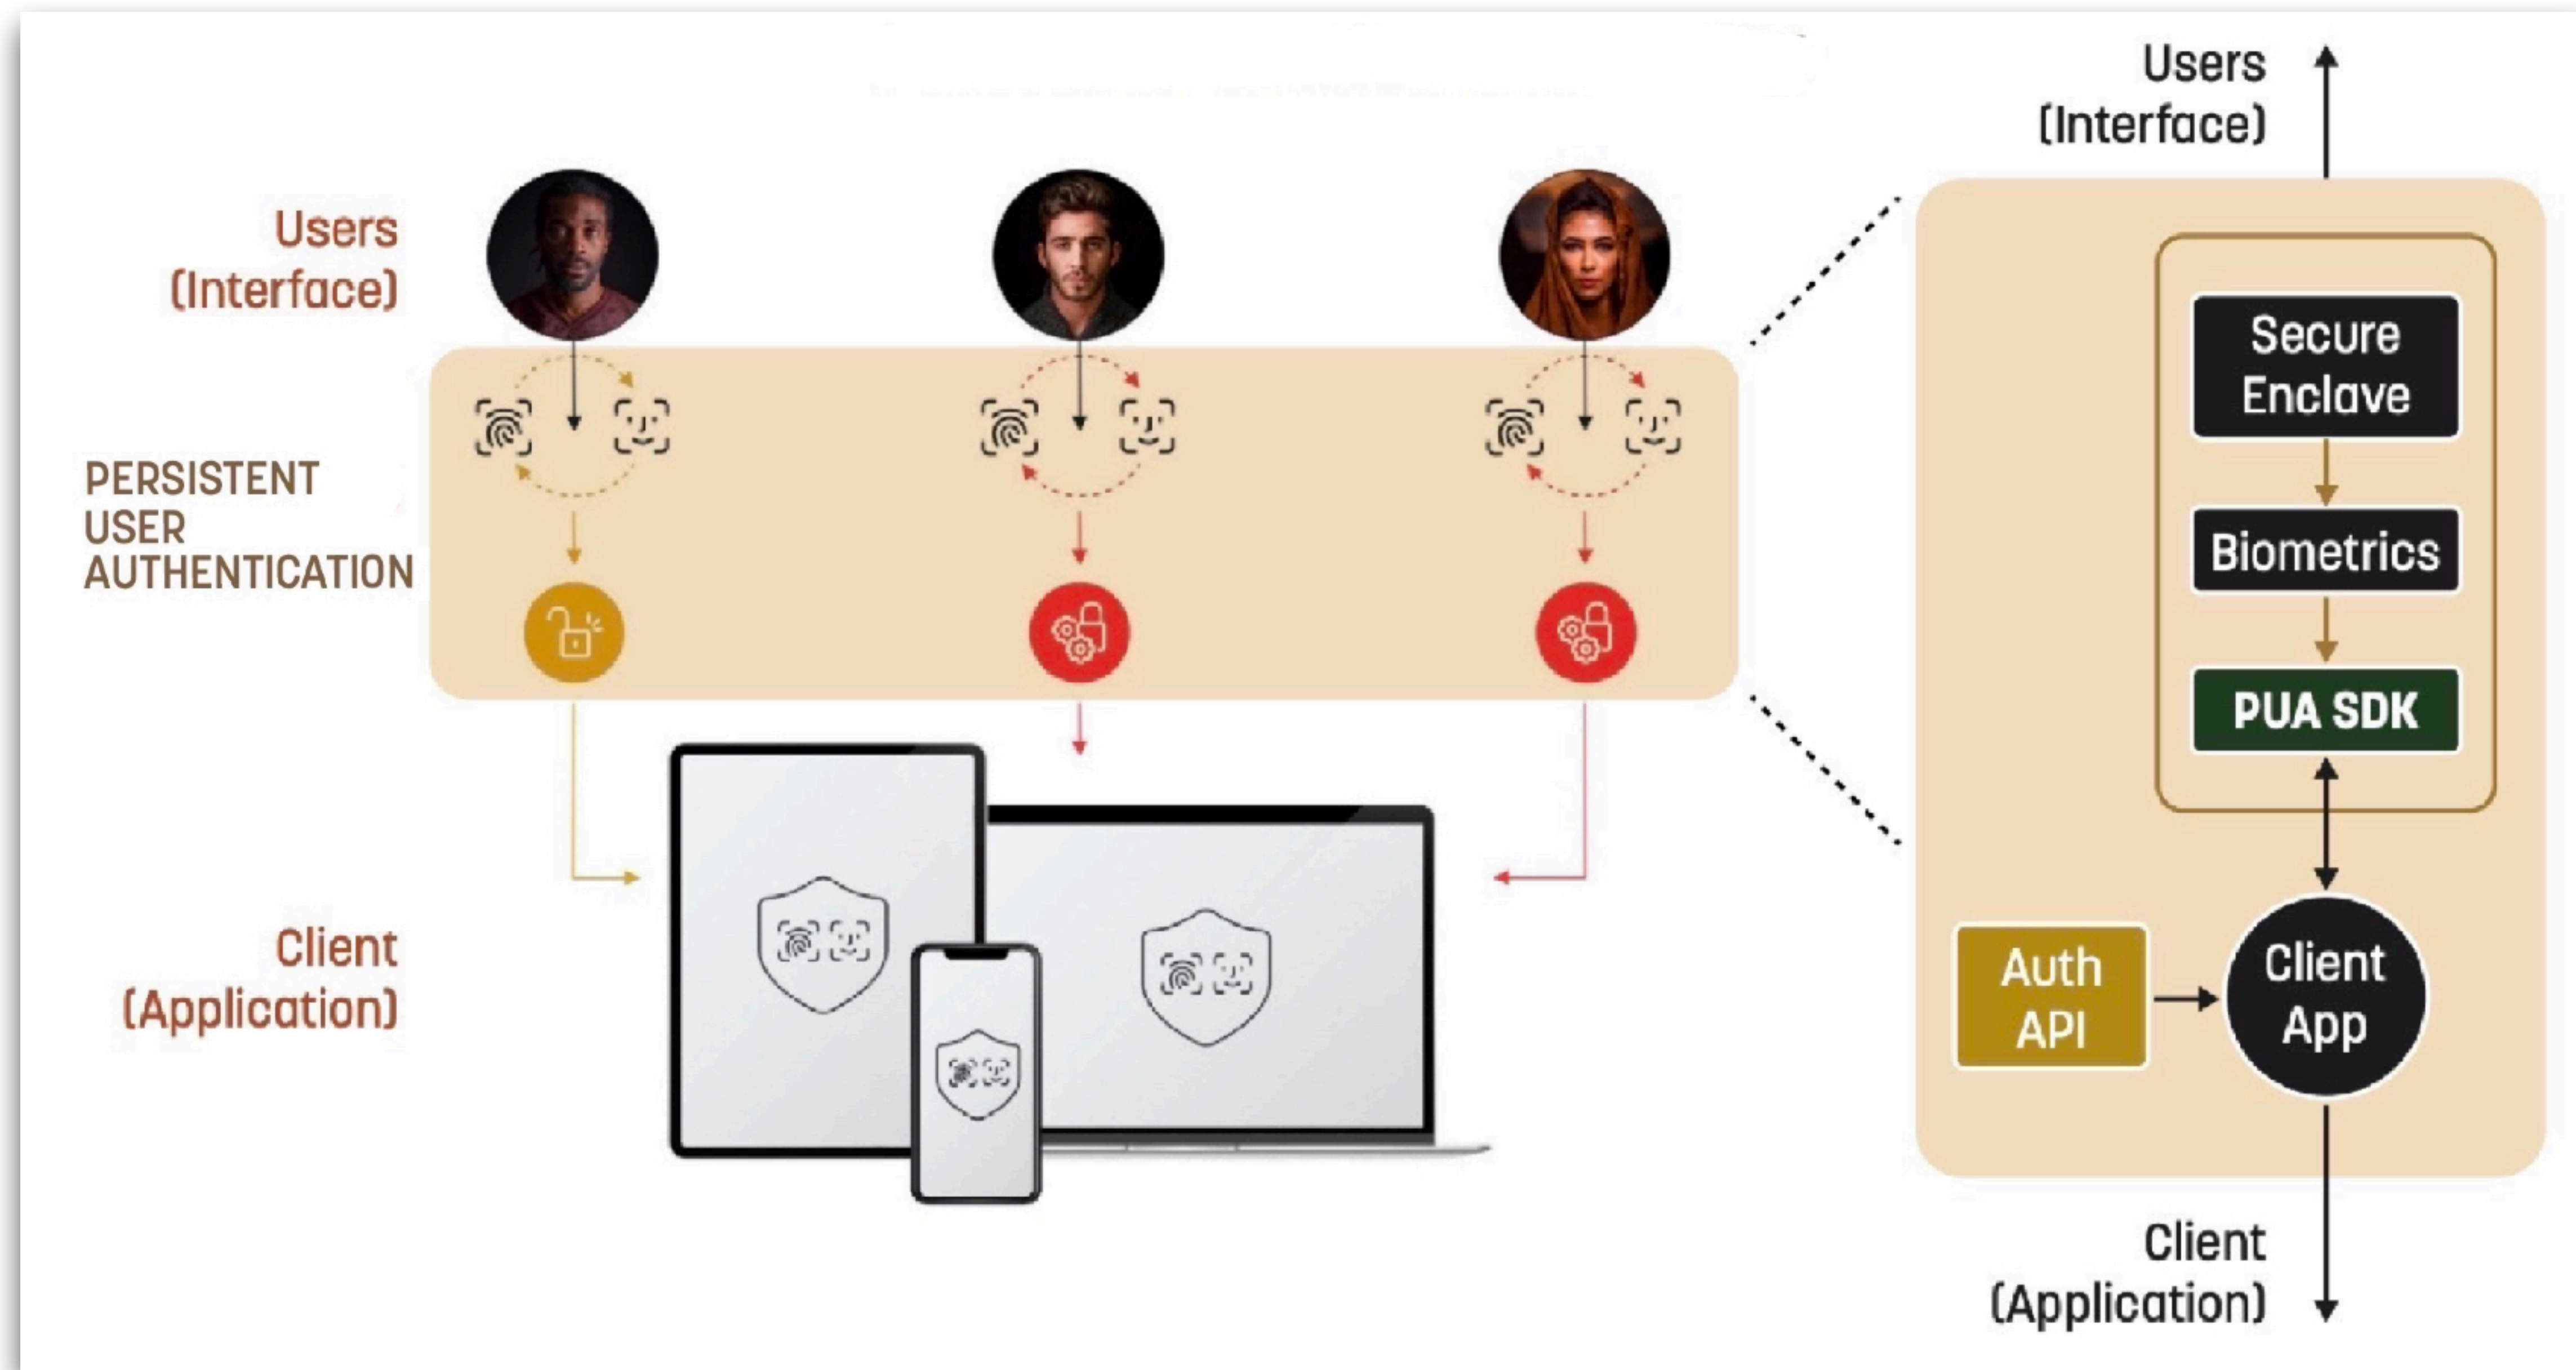 Users
(Interface)
PERSISTENT
USER
AUTHENTICATION
Client
(Application)
Users
(Interface)
Secure
Enclave
Biometrics
PUA SDK
Auth
API
Client
App
Client
(Application)